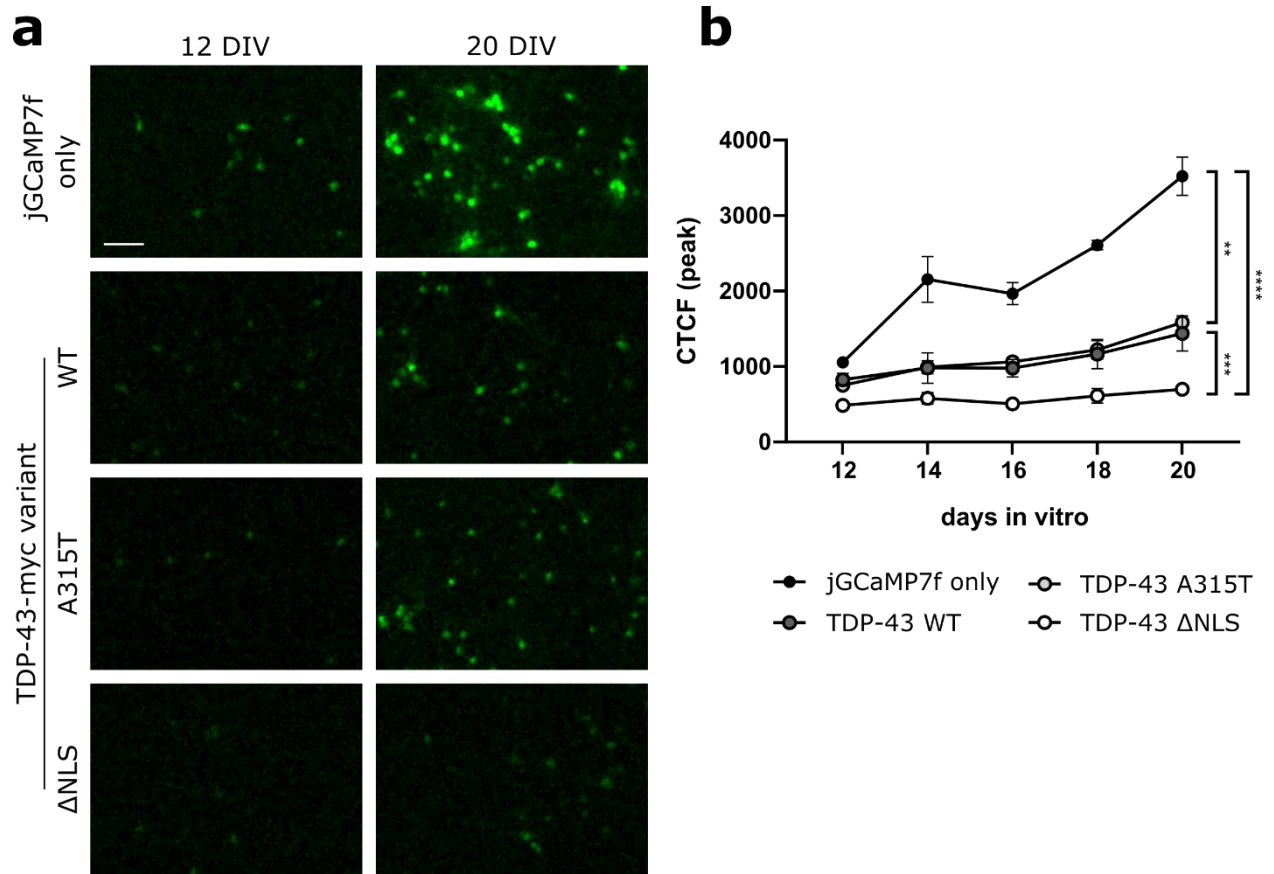 a
12 DIV 20 DIV
jGCaMP7f
only
TDP-43-myc variant
WT
A315T
ΔNLS
b
4000
3000
2000
1000
0
CTCF (peak)
12 14 16 18 20
days in vitro
**
***
****
jGCaMP7f only TDP-43 A315T
TDP-43 WT TDP-43 ΔNLS